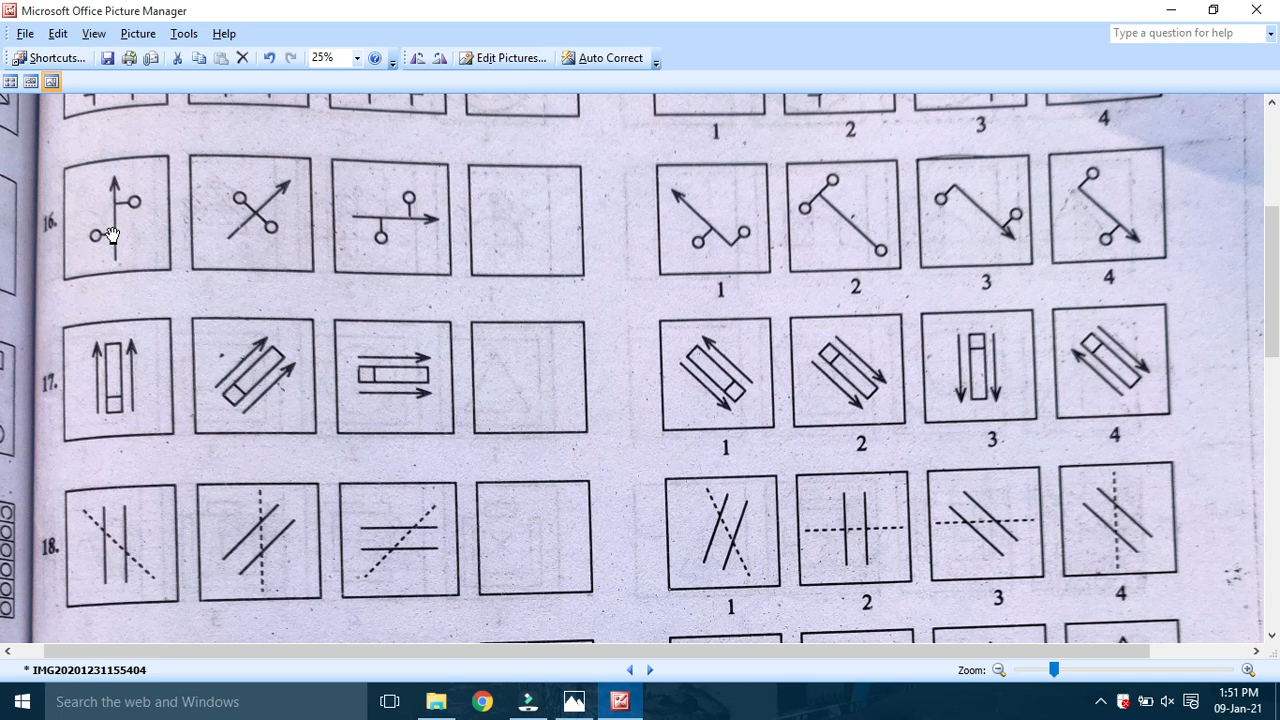 Microsoft Office Picture Manager
File Edit View Picture Tools Help
Type a question for help
Shortcuts... 25% Edit Pictures... Auto Correct
1 2 3 4
16.
1 2 3 4
17.
1 2 3 4
18.
1 2 3 4
* IMG20201231155404
Zoom:
Search the web and Windows
1:51 PM
09-Jan-21